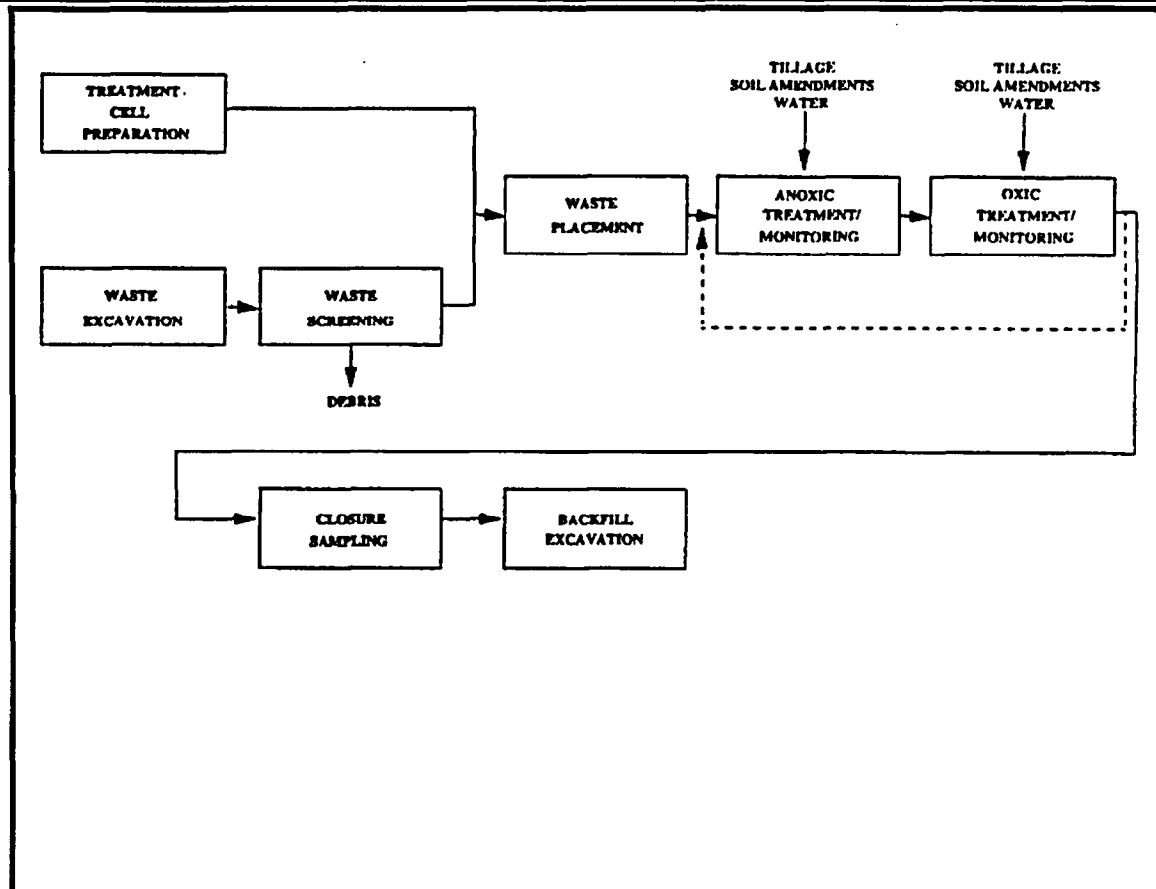 TREATMENT
CELL
PREPARATION
TILLAGE
SOIL AMENDMENTS
WATER
TILLAGE
SOIL AMENDMENTS
WATER
WASTE
PLACEMENT
ANOXIC
TREATMENT/
MONITORING
OXIC
TREATMENT/
MONITORING
WASTE
EXCAVATION
WASTE
SCREENING
DEBRIS
CLOSURE
SAMPLING
BACKFILL
EXCAVATION